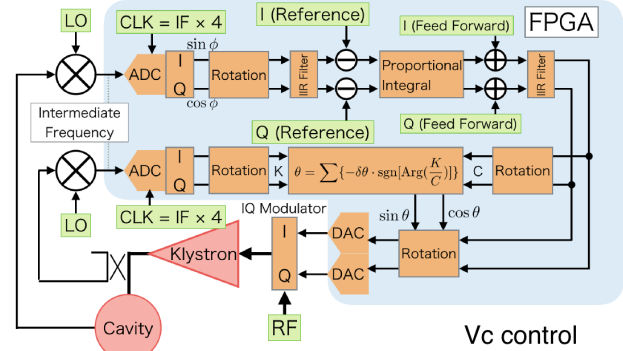 LO
CLK = IF × 4
I (Reference)
I (Feed Forward)
FPGA
sin ϕ
ADC
I
Q
Rotation
IIR Filter
Proportional
Integral
IIR Filter
cos ϕ
Intermediate
Frequency
Q (Reference)
Q (Feed Forward)
ADC
I
Q
Rotation
K
θ = ∑{−δθ · sgn[Arg(K/C)]}
C
Rotation
LO
CLK = IF × 4
sin θ
cos θ
IQ Modulator
I
Q
DAC
DAC
Rotation
Klystron
RF
Cavity
Vc control